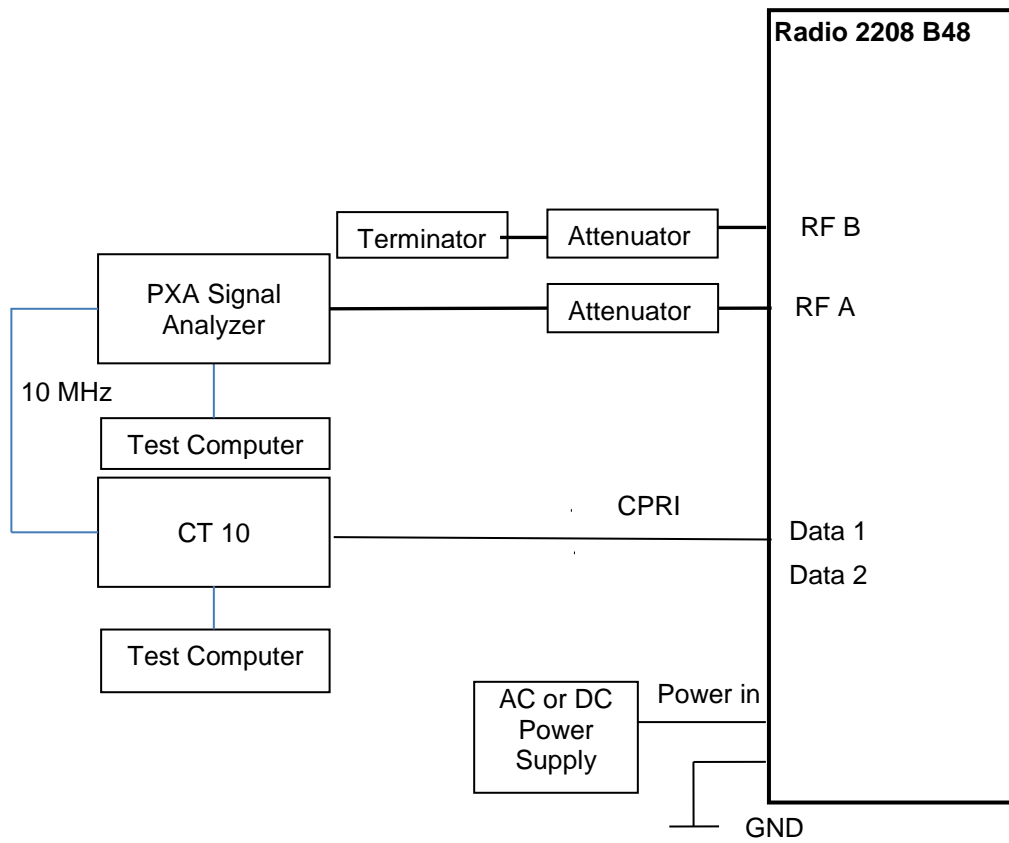 Radio 2208 B48
Terminator
Attenuator
RF B
PXA Signal
Analyzer
Attenuator
RF A
10 MHz
Test Computer
CT 10
CPRI
Data 1
Data 2
Test Computer
AC or DC
Power
Supply
Power in
GND